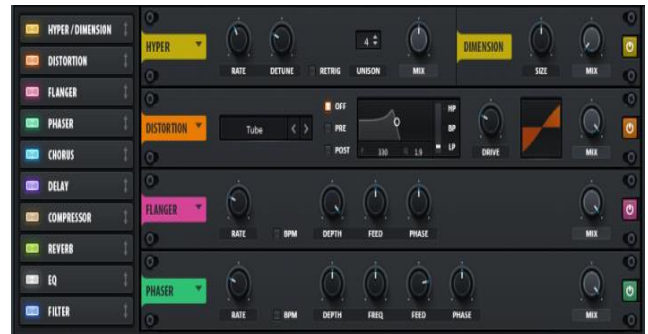 HYPER / DIMENSION
DISTORTION
FLANGER
PHASER
CHORUS
DELAY
COMPRESSOR
REVERB
EQ
FILTER
HYPER
RATE
DETUNE
RETRIG
4
UNISON
MIX
DIMENSION
SIZE
MIX
DISTORTION
Tube
OFF
PRE
POST
F 330 Q 1.9
HP
BP
LP
DRIVE
MIX
FLANGER
RATE
BPM
DEPTH
FEED
PHASE
MIX
PHASER
RATE
BPM
DEPTH
FREQ
FEED
PHASE
MIX